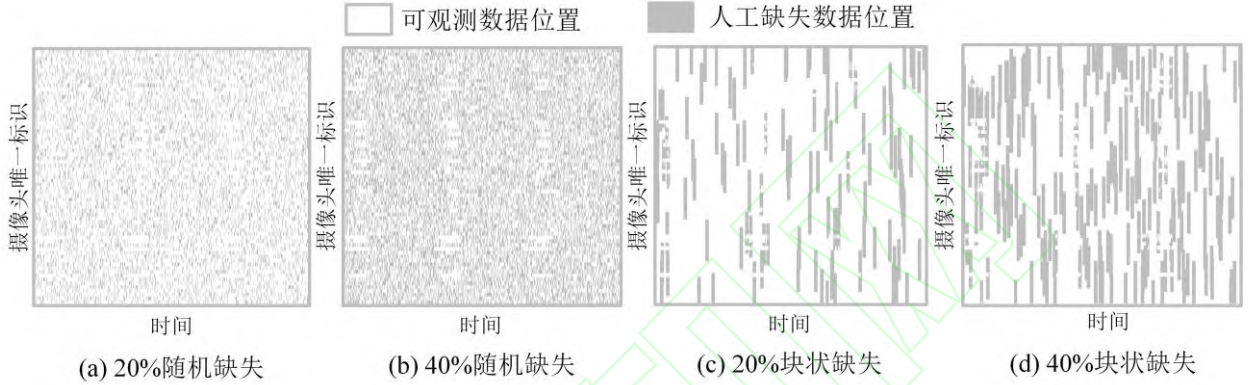 可观测数据位置 人工缺失数据位置
摄像头唯一标识 摄像头唯一标识 摄像头唯一标识 摄像头唯一标识
时间 时间 时间 时间
(a) 20%随机缺失 (b) 40%随机缺失 (c) 20%块状缺失 (d) 40%块状缺失